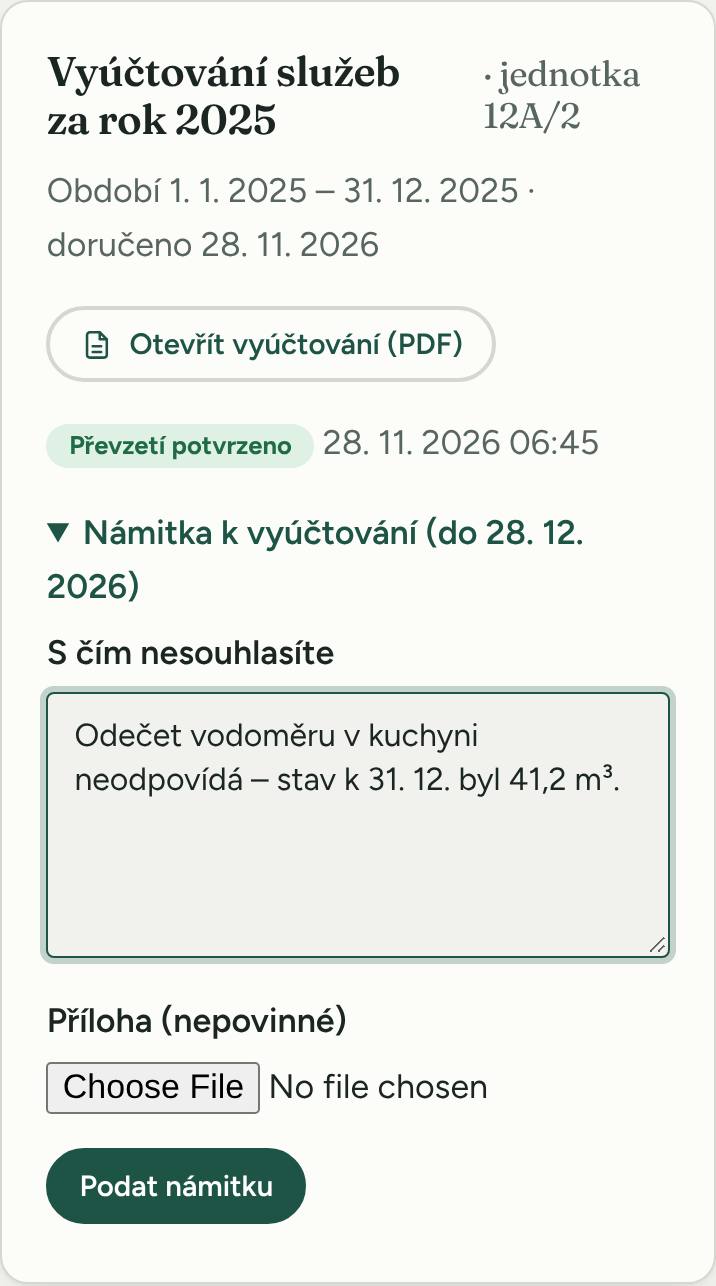 Vyúčtování služeb
za rok 2025
· jednotka
12A/2
Období 1. 1. 2025 – 31. 12. 2025 ·
doručeno 28. 11. 2026
Otevřít vyúčtování (PDF)
Převzetí potvrzeno 28. 11. 2026 06:45
▼ Námitka k vyúčtování (do 28. 12.
2026)
S čím nesouhlasíte
Odečet vodoměru v kuchyni
neodpovídá – stav k 31. 12. byl 41,2 m³.
Příloha (nepovinné)
Choose File No file chosen
Podat námitku